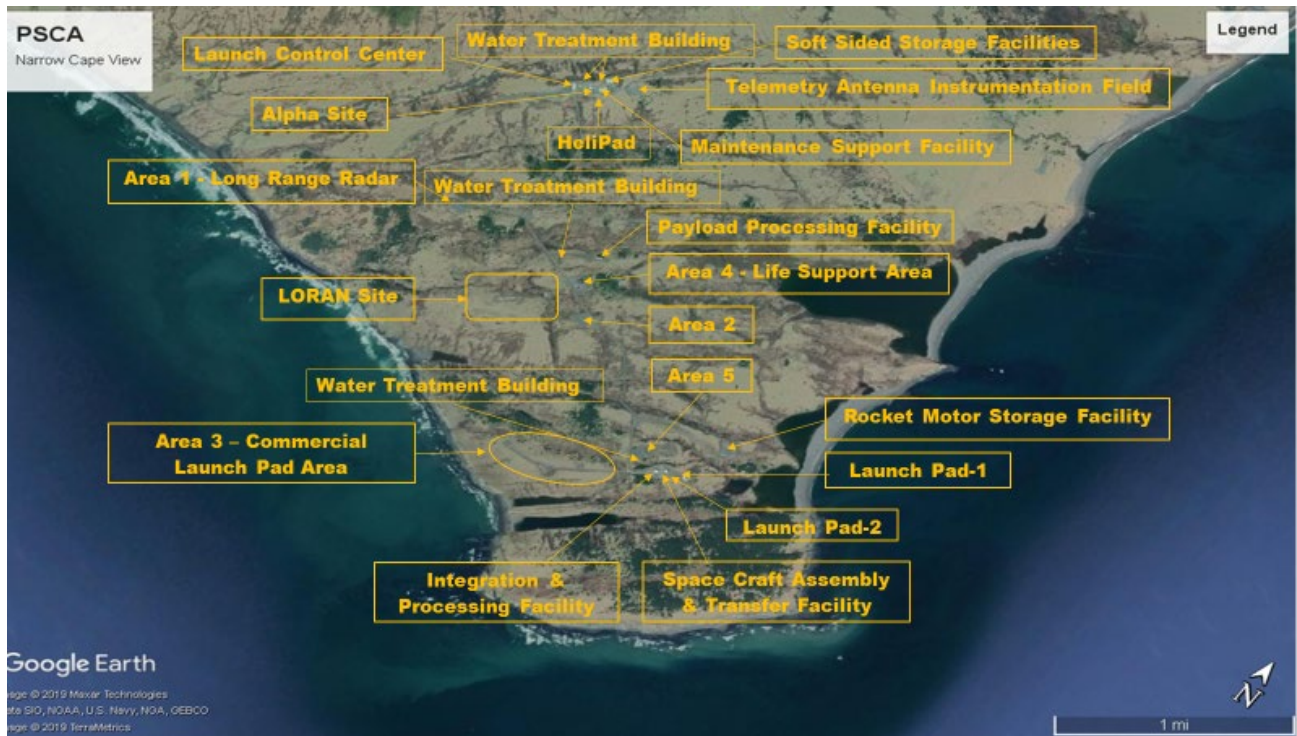 PSCA
Narrow Cape View
Legend
Water Treatment Building
Soft Sided Storage Facilities
Launch Control Center
Telemetry Antenna Instrumentation Field
Alpha Site
HeliPad
Maintenance Support Facility
Area 1 - Long Range Radar
Water Treatment Building
Payload Processing Facility
Area 4 - Life Support Area
LORAN Site
Area 2
Area 5
Water Treatment Building
Rocket Motor Storage Facility
Area 3 – Commercial
Launch Pad Area
Launch Pad-1
Launch Pad-2
Integration &
Processing Facility
Space Craft Assembly
& Transfer Facility
Google Earth
age © 2019 Maxar Technologies
ata SIO, NOAA, U.S. Navy, NGA, GEBCO
age © 2019 TerraMetrics
N
1 mi